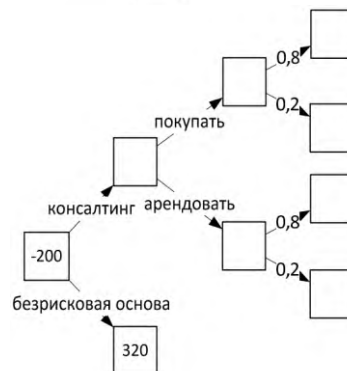 0,8
0,2
покупать
арендовать
0,8
0,2
консалтинг
-200
безрисковая основа
320